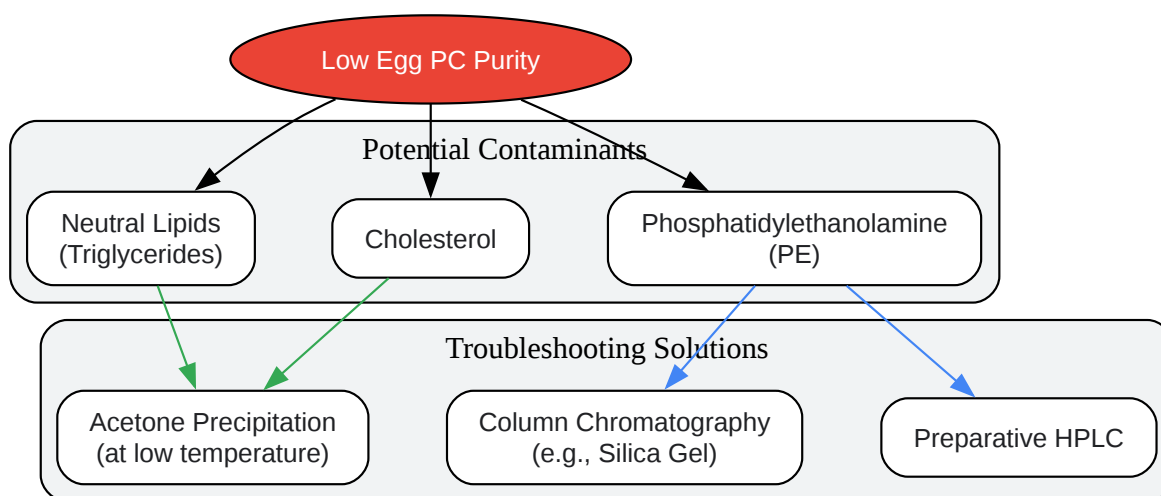 Low Egg PC Purity
Potential Contaminants
Neutral Lipids
(Triglycerides)
Cholesterol
Phosphatidylethanolamine
(PE)
Troubleshooting Solutions
Acetone Precipitation
(at low temperature)
Column Chromatography
(e.g., Silica Gel)
Preparative HPLC